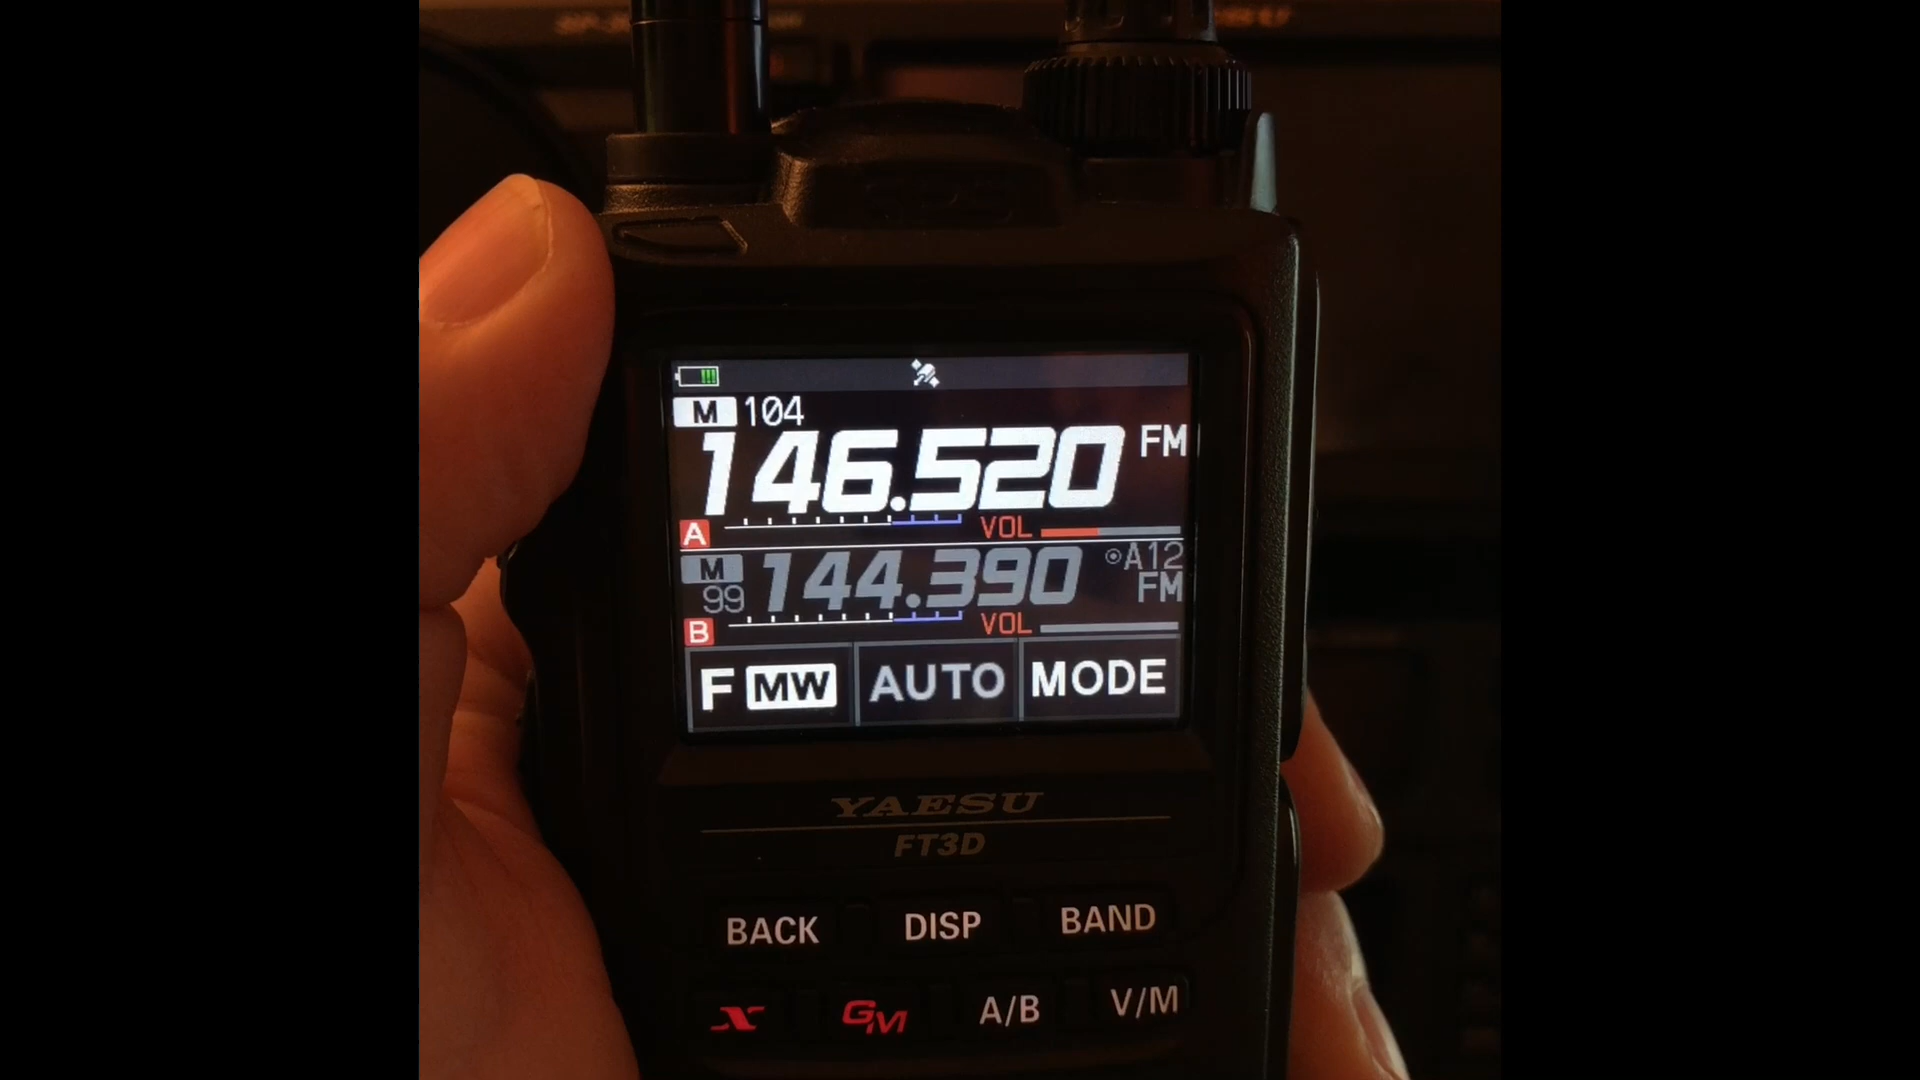 M 104
146.520 FM
A VOL
M 144.390 A12
99 FM
B VOL
F MW AUTO MODE
YAESU
FT3D
BACK DISP BAND
X GM A/B V/M